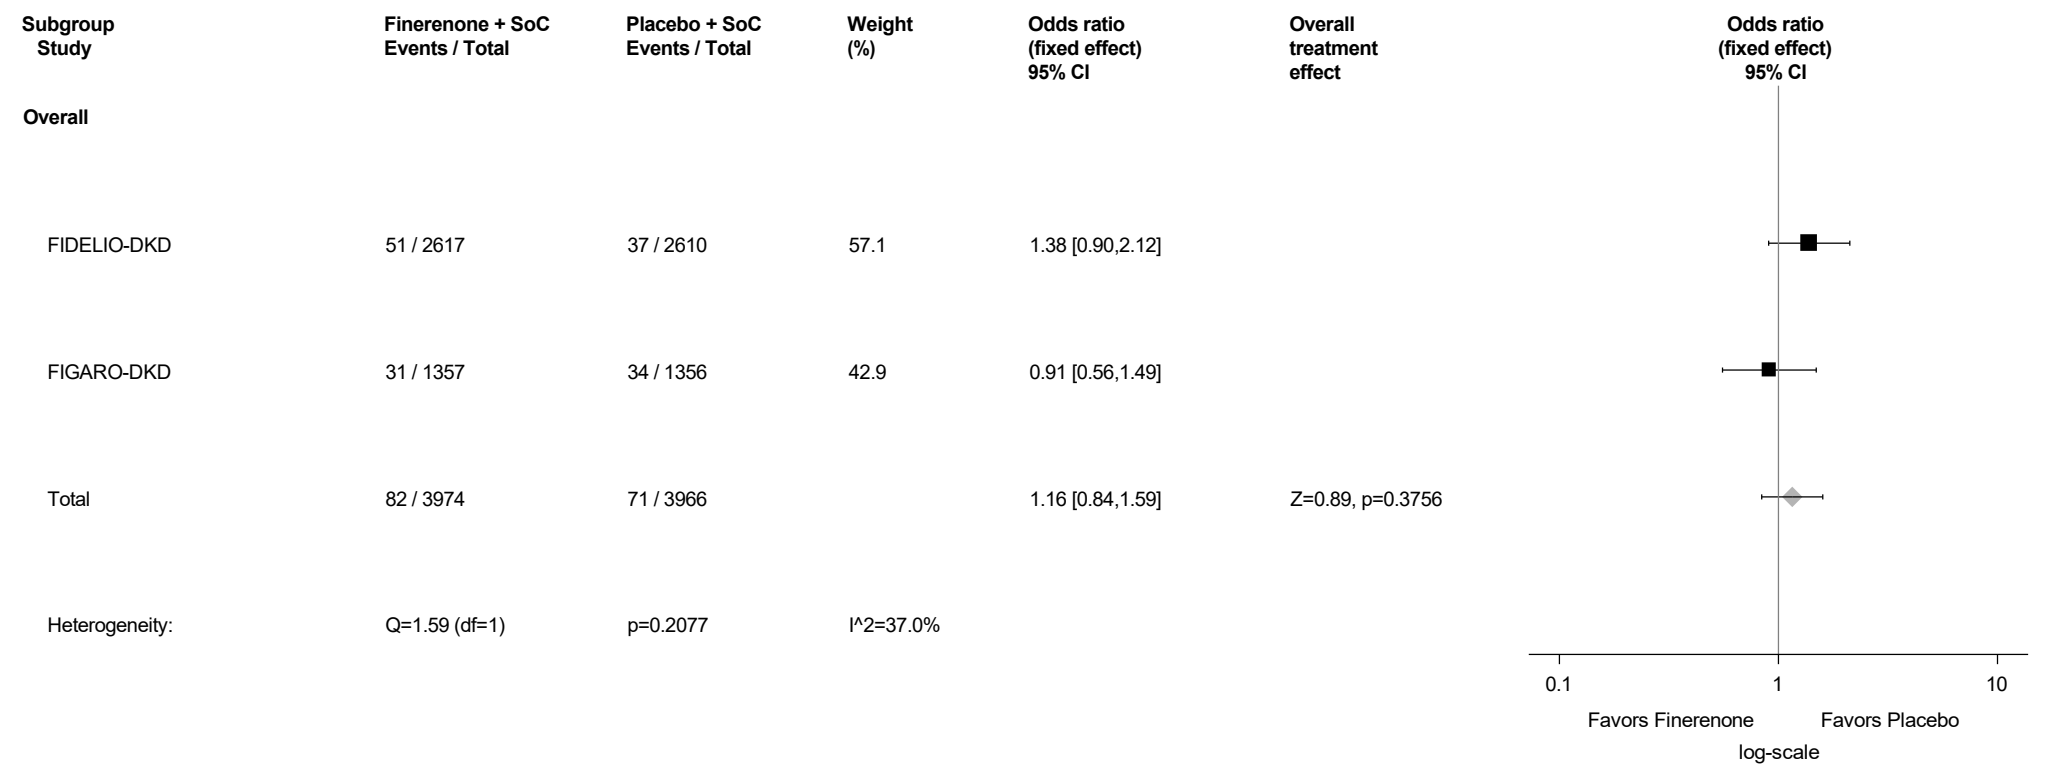 Subgroup Finerenone + SoC Placebo + SoC Weight Odds ratio Overall Odds ratio
Study Events / Total Events / Total (%) (fixed effect) treatment (fixed effect)
95% CI effect 95% CI
Overall
FIDELIO-DKD 51 / 2617 37 / 2610 57.1 1.38 [0.90,2.12]
FIGARO-DKD 31 / 1357 34 / 1356 42.9 0.91 [0.56,1.49]
Total 82 / 3974 71 / 3966 1.16 [0.84,1.59] Z=0.89, p=0.3756
Heterogeneity: Q=1.59 (df=1) p=0.2077 I^2=37.0%
0.1 1 10
Favors Finerenone Favors Placebo
log-scale